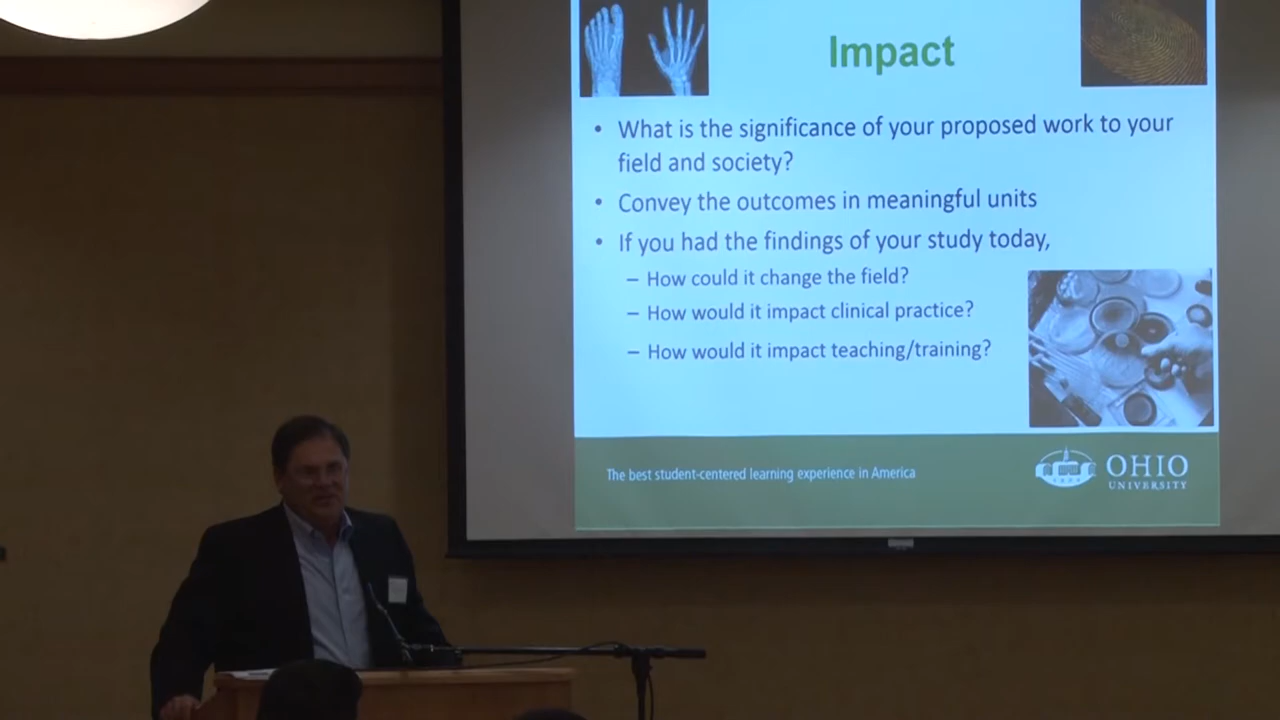 Impact
• What is the significance of your proposed work to your
field and society?
• Convey the outcomes in meaningful units
• If you had the findings of your study today,
– How could it change the field?
– How would it impact clinical practice?
– How would it impact teaching/training?
The best student-centered learning experience in America
OHIO
UNIVERSITY